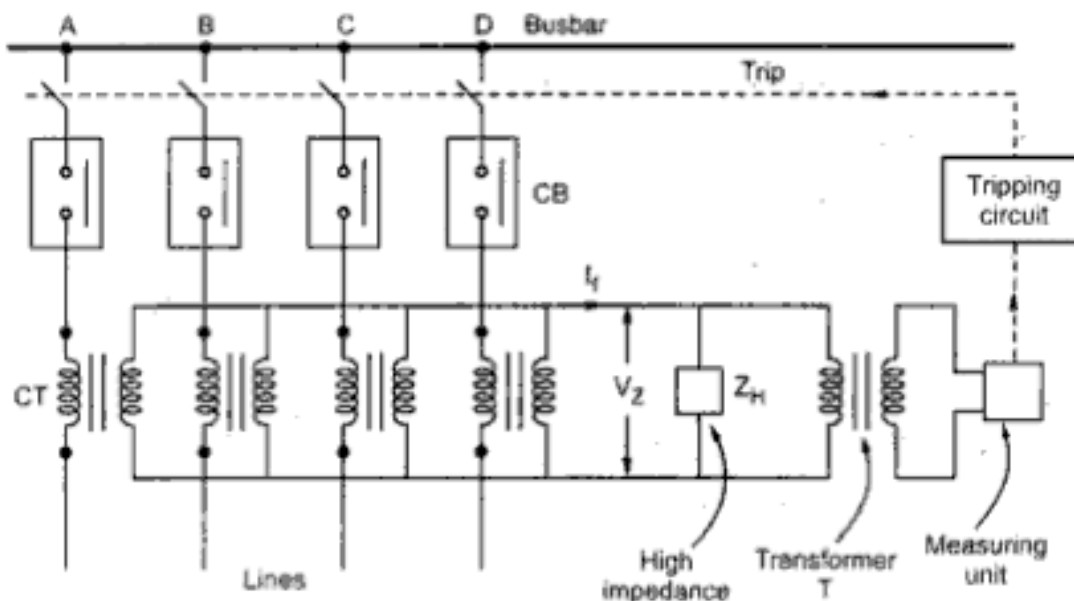 A B C D Busbar
Trip
CB
Tripping
circuit
I_f
CT
V_Z
Z_H
Lines
High
impedance
Transformer
T
Measuring
unit